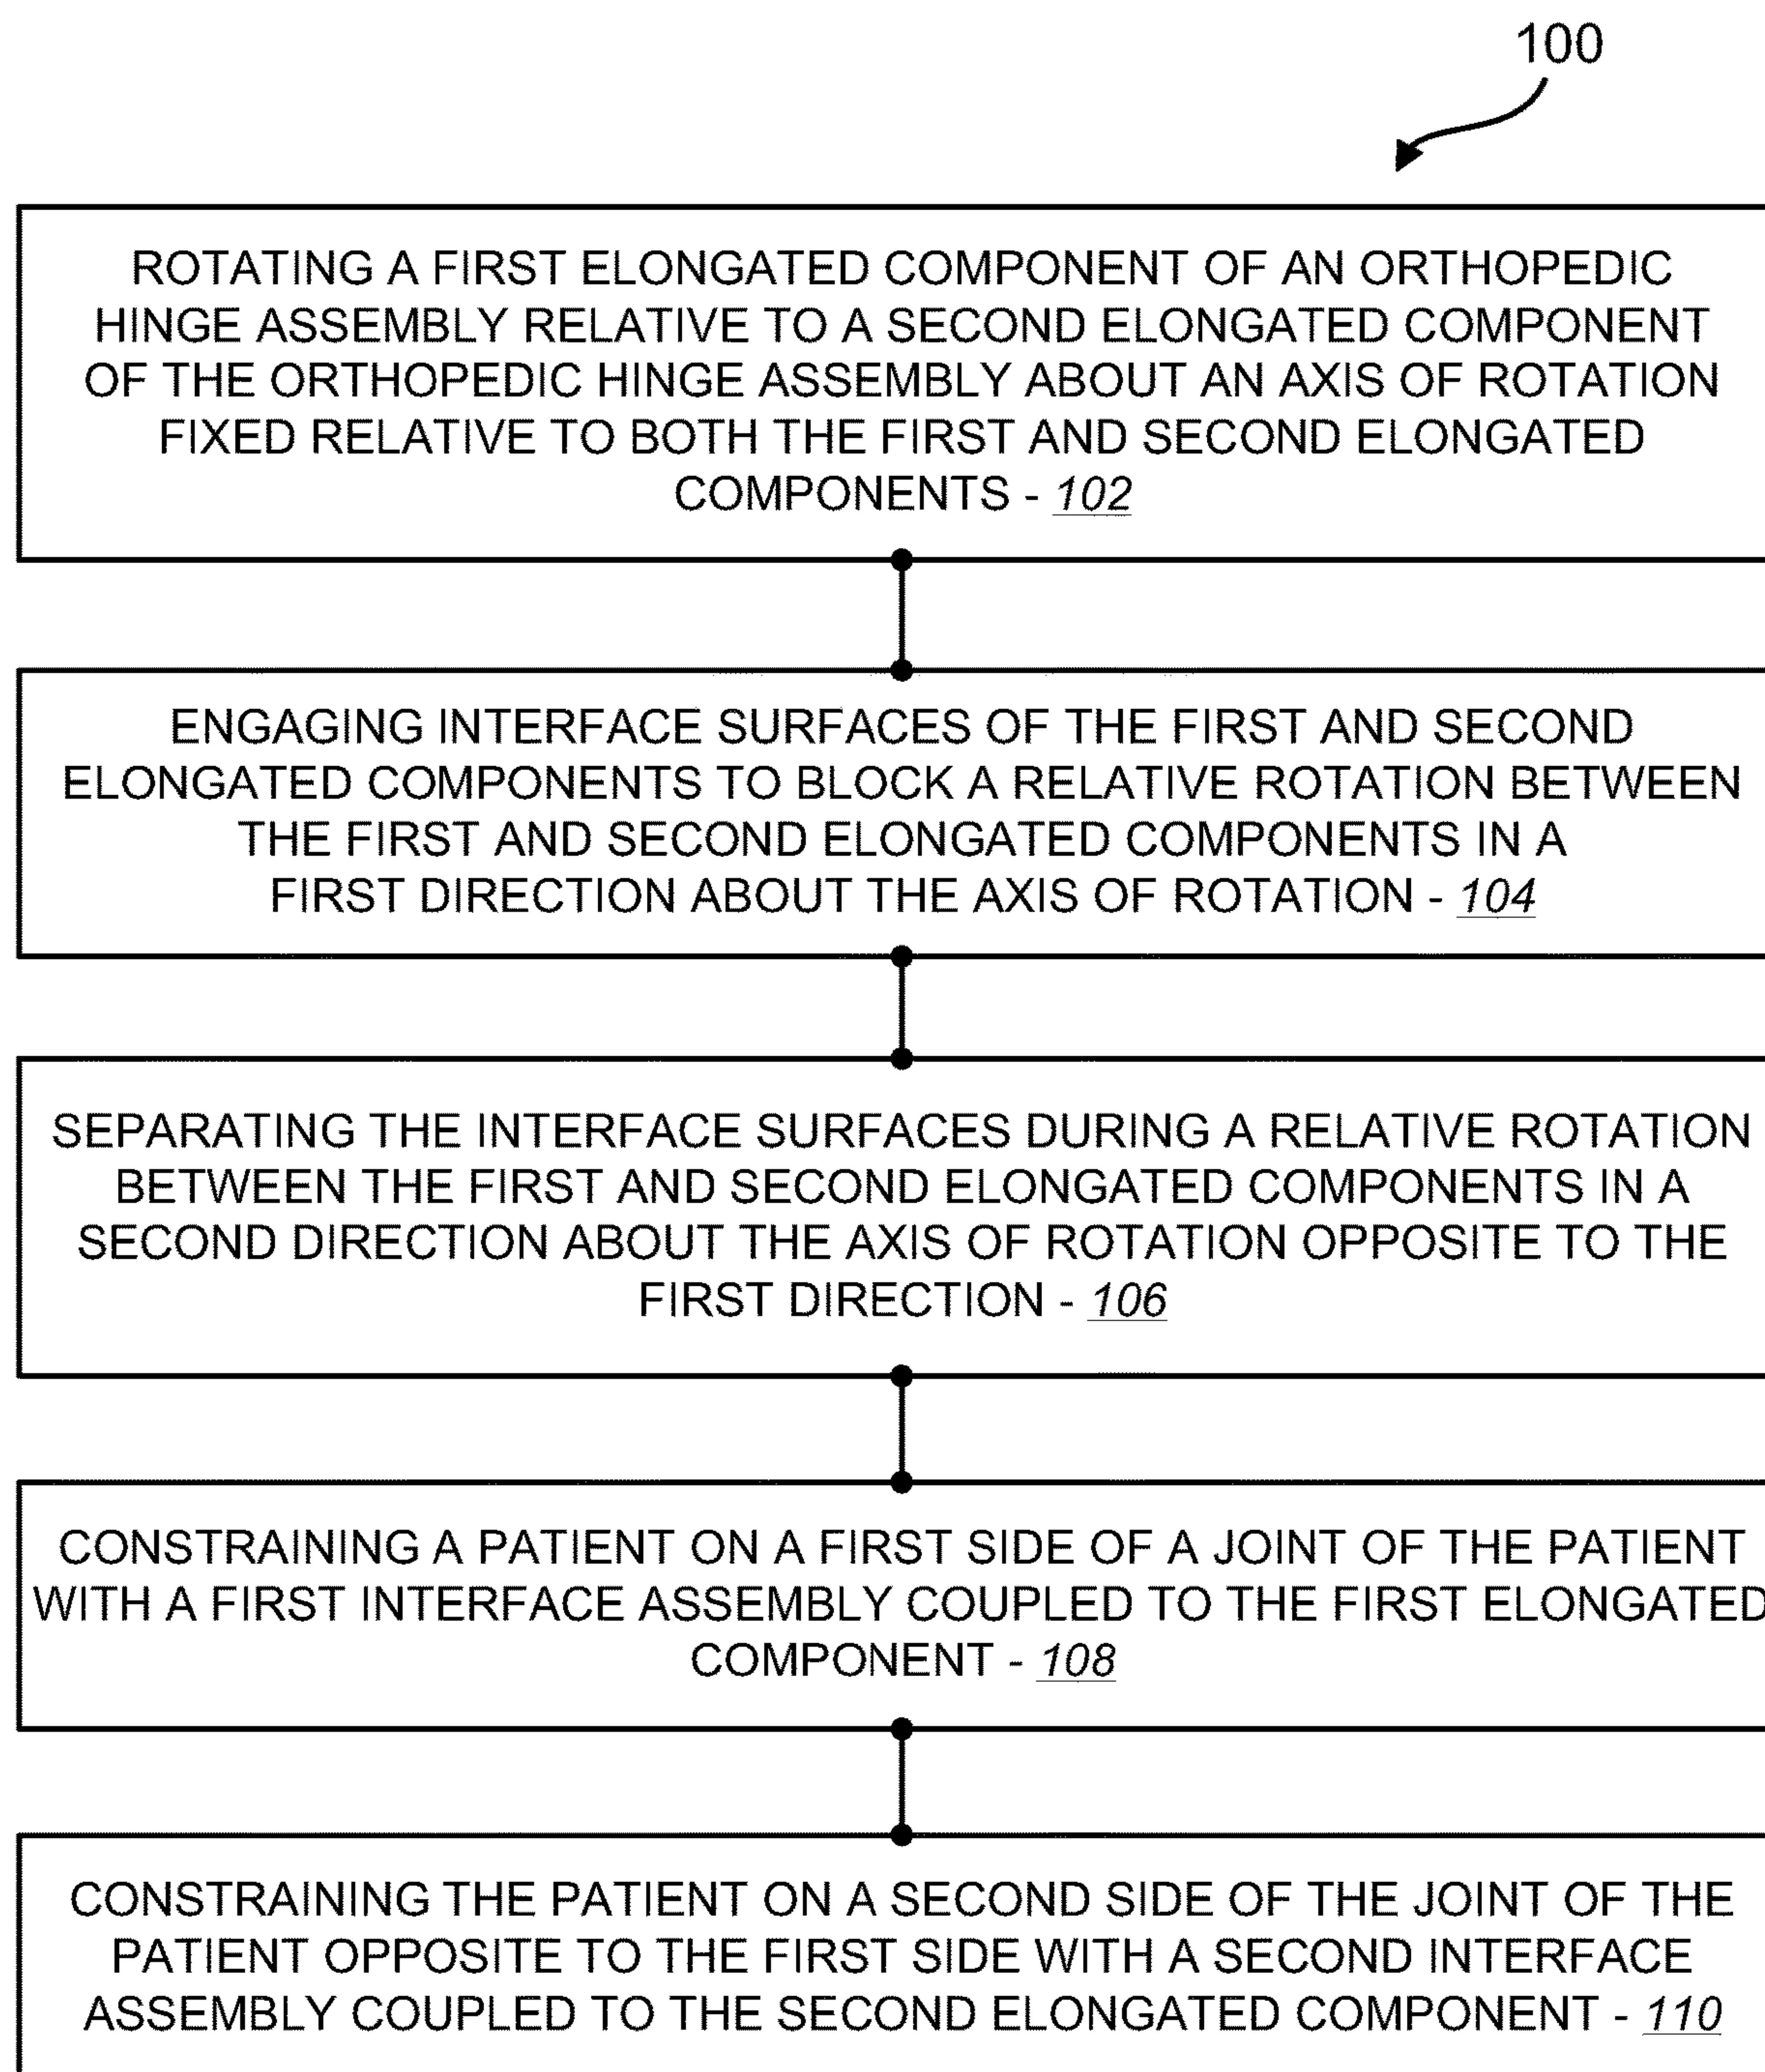 100
ROTATING A FIRST ELONGATED COMPONENT OF AN ORTHOPEDIC
HINGE ASSEMBLY RELATIVE TO A SECOND ELONGATED COMPONENT
OF THE ORTHOPEDIC HINGE ASSEMBLY ABOUT AN AXIS OF ROTATION
FIXED RELATIVE TO BOTH THE FIRST AND SECOND ELONGATED
COMPONENTS - 102
ENGAGING INTERFACE SURFACES OF THE FIRST AND SECOND
ELONGATED COMPONENTS TO BLOCK A RELATIVE ROTATION BETWEEN
THE FIRST AND SECOND ELONGATED COMPONENTS IN A
FIRST DIRECTION ABOUT THE AXIS OF ROTATION - 104
SEPARATING THE INTERFACE SURFACES DURING A RELATIVE ROTATION
BETWEEN THE FIRST AND SECOND ELONGATED COMPONENTS IN A
SECOND DIRECTION ABOUT THE AXIS OF ROTATION OPPOSITE TO THE
FIRST DIRECTION - 106
CONSTRAINING A PATIENT ON A FIRST SIDE OF A JOINT OF THE PATIENT
WITH A FIRST INTERFACE ASSEMBLY COUPLED TO THE FIRST ELONGATED
COMPONENT - 108
CONSTRAINING THE PATIENT ON A SECOND SIDE OF THE JOINT OF THE
PATIENT OPPOSITE TO THE FIRST SIDE WITH A SECOND INTERFACE
ASSEMBLY COUPLED TO THE SECOND ELONGATED COMPONENT - 110